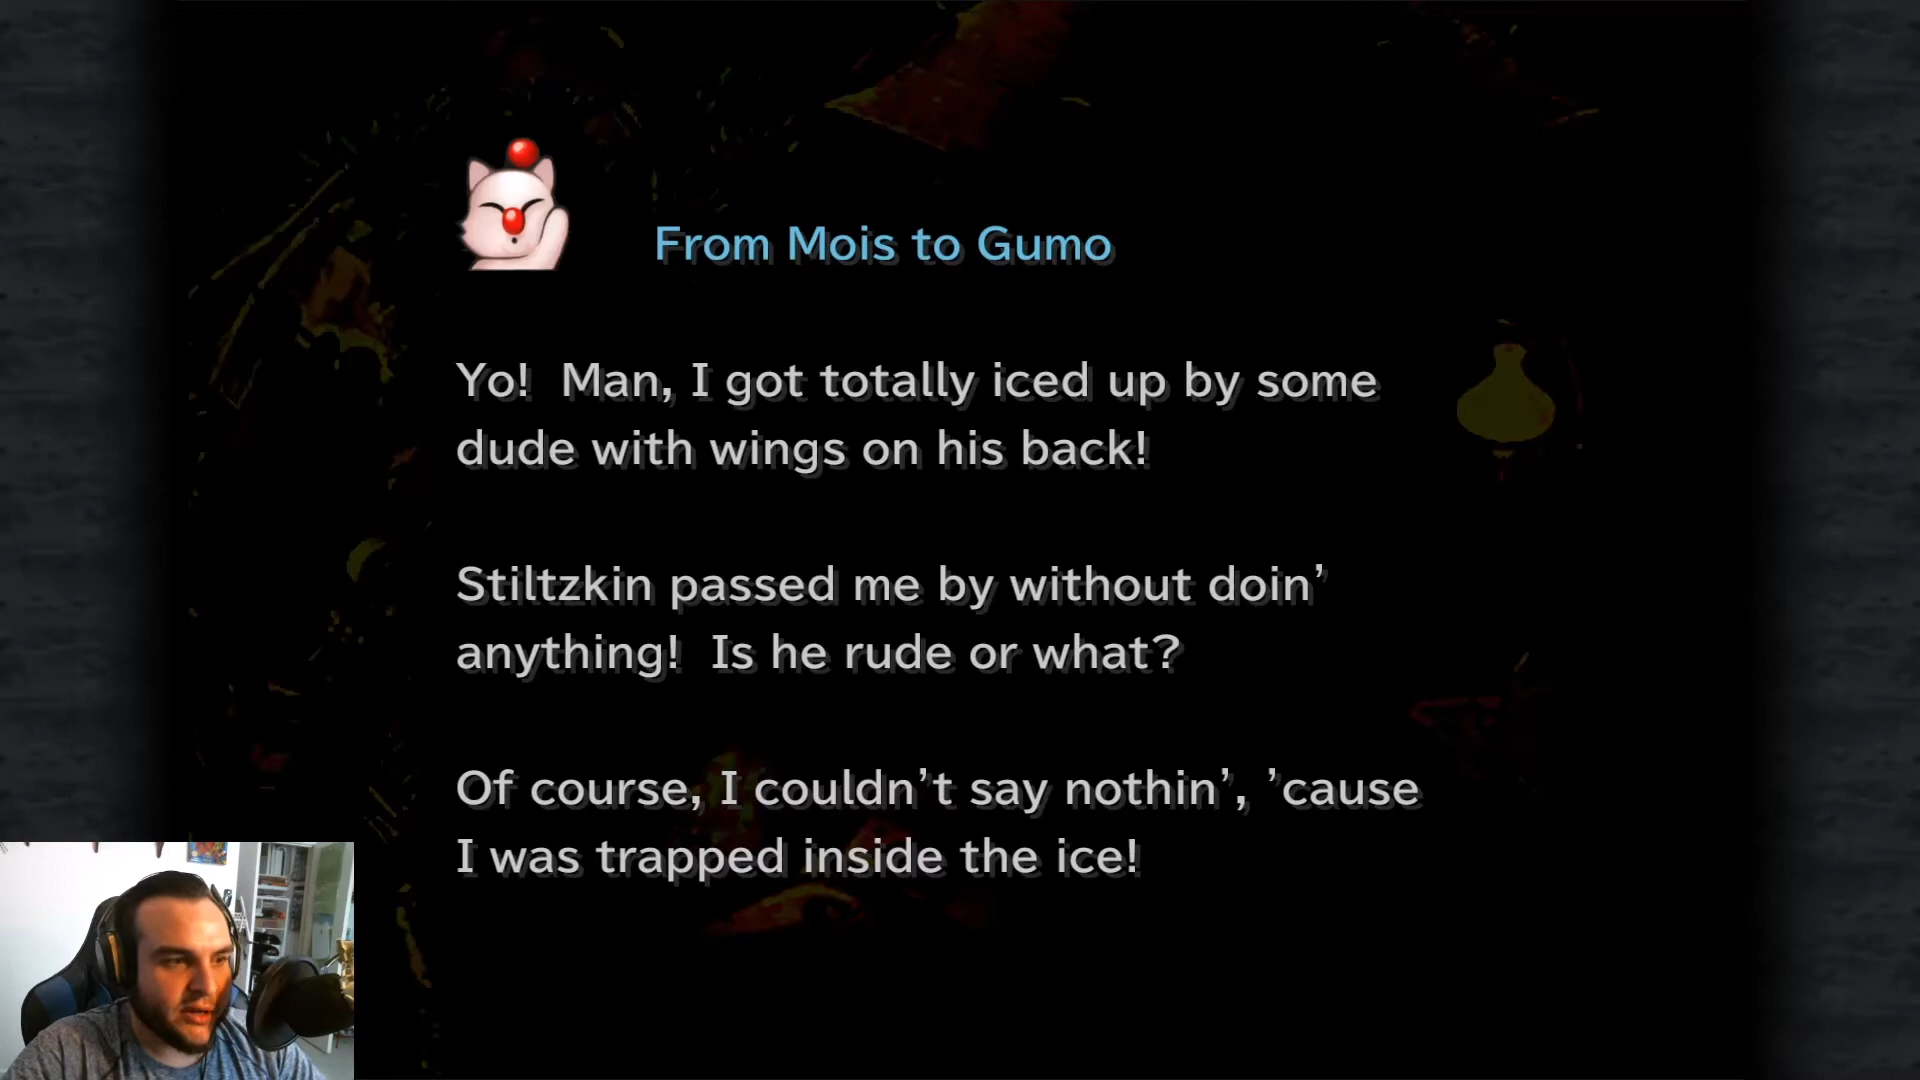 From Mois to Gumo
Yo!  Man, I got totally iced up by some
dude with wings on his back!
Stiltzkin passed me by without doin’
anything!  Is he rude or what?
Of course, I couldn’t say nothin’, ’cause
I was trapped inside the ice!